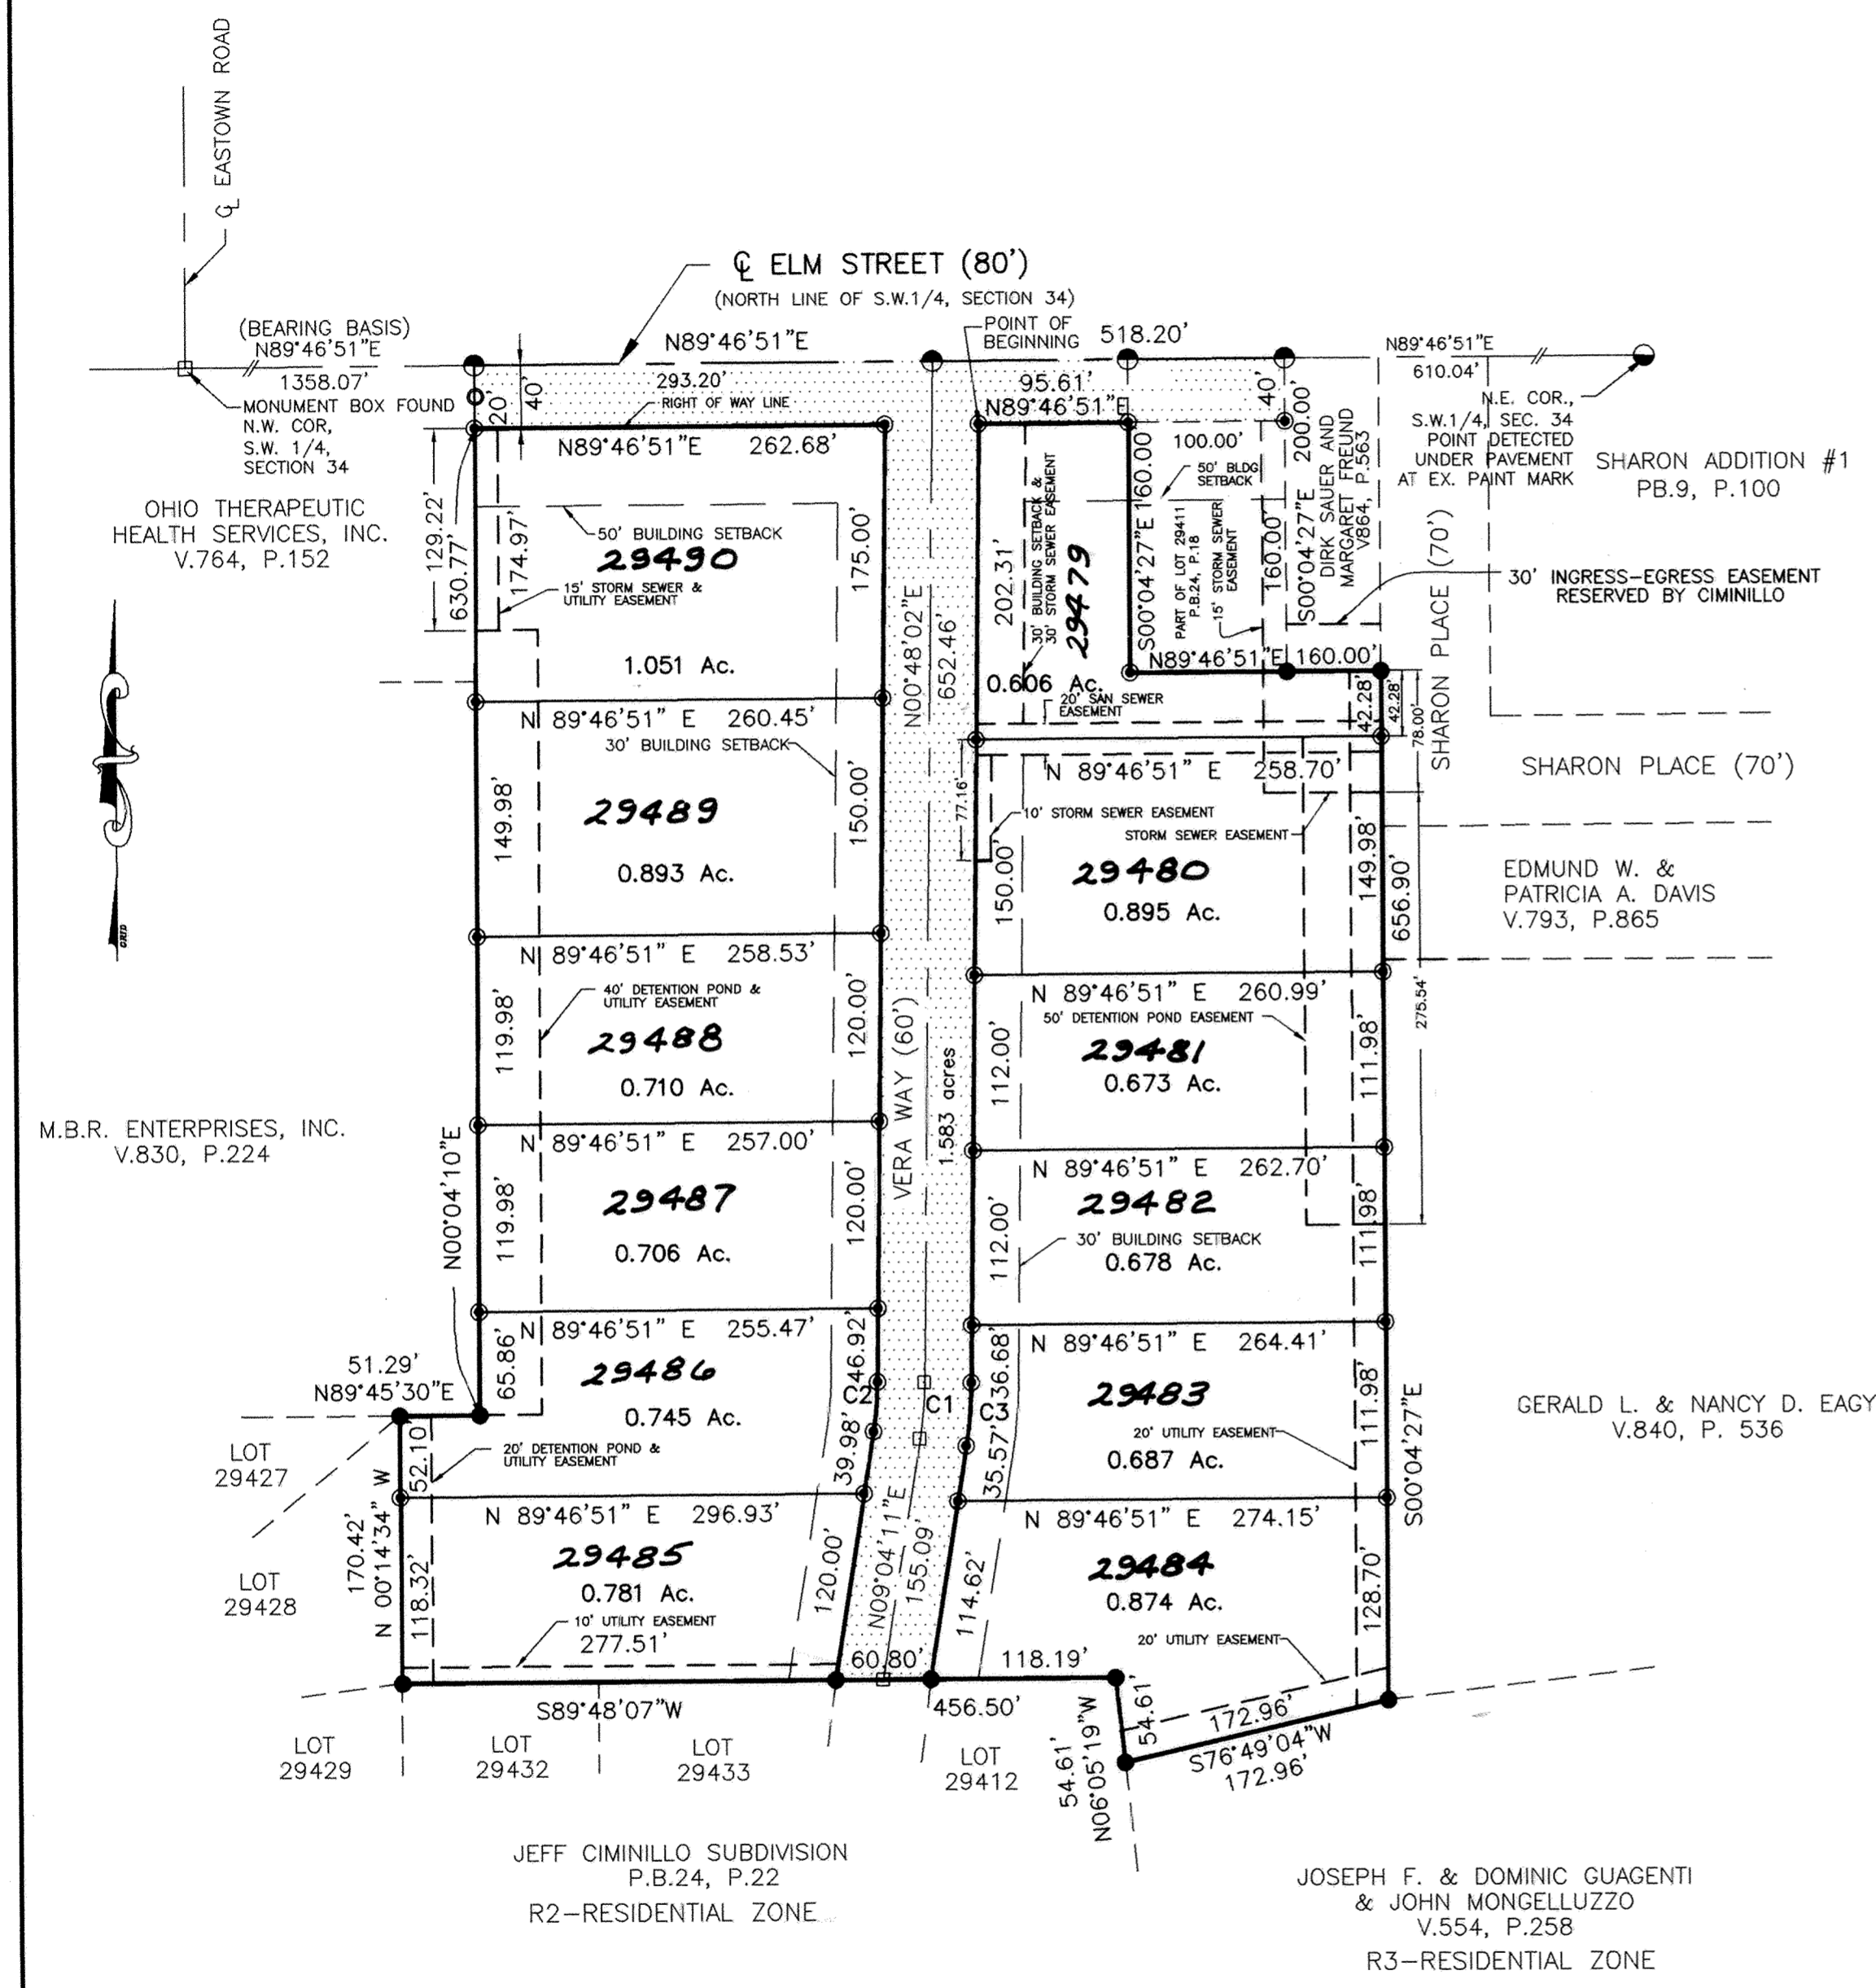 ℄ EASTOWN ROAD
℄ ELM STREET (80')
(NORTH LINE OF S.W.1/4, SECTION 34)
(BEARING BASIS)
N89°46'51"E
1358.07'
MONUMENT BOX FOUND
N.W. COR,
S.W. 1/4,
SECTION 34
N89°46'51"E
POINT OF
BEGINNING
518.20'
N89°46'51"E
610.04'
N.E. COR.,
S.W.1/4, SEC. 34
POINT DETECTED
UNDER PAVEMENT
AT EX. PAINT MARK
293.20'
RIGHT OF WAY LINE
20'
40'
95.61'
N89°46'51"E
40'
N89°46'51"E 262.68'
100.00'
200.00'
S00°04'27"E
DIRK SAUER AND
MARGARET FREUND
V864, P.563
SHARON ADDITION #1
PB.9, P.100
OHIO THERAPEUTIC
HEALTH SERVICES, INC.
V.764, P.152
129.22'
630.77'
174.97'
50' BUILDING SETBACK
29490
15' STORM SEWER &
UTILITY EASEMENT
175.00'
1.051 Ac.
N00°48'02"E
652.46'
202.31'
30' BUILDING SETBACK &
30' STORM SEWER EASEMENT
29479
0.606 Ac.
20' SAN SEWER
EASEMENT
S00°04'27"E 160.00'
50' BLDG
SETBACK
PART OF LOT 29411
P.B.24, P.18
15' STORM SEWER
EASEMENT
160.00'
30' INGRESS-EGRESS EASEMENT
RESERVED BY CIMINILLO
N89°46'51"E 160.00'
42.28'
42.28'
78.00'
SHARON PLACE (70')
SHARON PLACE (70')
N 89°46'51" E 260.45'
30' BUILDING SETBACK
149.98'
29489
150.00'
0.893 Ac.
77.16'
N 89°46'51" E 258.70'
10' STORM SEWER EASEMENT
STORM SEWER EASEMENT
150.00'
29480
0.895 Ac.
149.98'
656.90'
EDMUND W. &
PATRICIA A. DAVIS
V.793, P.865
N 89°46'51" E 258.53'
40' DETENTION POND &
UTILITY EASEMENT
119.98'
29488
120.00'
0.710 Ac.
VERA WAY (60')
1.583 acres
N 89°46'51" E 260.99'
50' DETENTION POND EASEMENT
112.00'
29481
0.673 Ac.
111.98'
275.54'
M.B.R. ENTERPRISES, INC.
V.830, P.224
N00°04'10"E
N 89°46'51" E 257.00'
119.98'
29487
120.00'
0.706 Ac.
N 89°46'51" E 262.70'
112.00'
29482
30' BUILDING SETBACK
0.678 Ac.
111.98'
N 89°46'51" E 255.47'
65.86'
29486
46.92'
C2
C1
C3
0.745 Ac.
39.98'
51.29'
N89°45'30"E
20' DETENTION POND &
UTILITY EASEMENT
52.10'
N 89°46'51" E 264.41'
36.68'
29483
20' UTILITY EASEMENT
0.687 Ac.
35.57'
111.98'
S00°04'27"E
GERALD L. & NANCY D. EAGY
V.840, P. 536
LOT
29427
LOT
29428
170.42'
N 00°14'34" W
118.32'
N 89°46'51" E 296.93'
29485
0.781 Ac.
10' UTILITY EASEMENT
277.51'
120.00'
N09°04'11"E
155.09'
N 89°46'51" E 274.15'
29484
0.874 Ac.
114.62'
20' UTILITY EASEMENT
128.70'
60.80'
118.19'
S89°48'07"W
456.50'
54.61'
54.61'
N06°05'19"W
172.96'
S76°49'04"W
172.96'
LOT
29429
LOT
29432
LOT
29433
LOT
29412
JEFF CIMINILLO SUBDIVISION
P.B.24, P.22
R2-RESIDENTIAL ZONE
JOSEPH F. & DOMINIC GUAGENTI
& JOHN MONGELLUZZO
V.554, P.258
R3-RESIDENTIAL ZONE
GRID